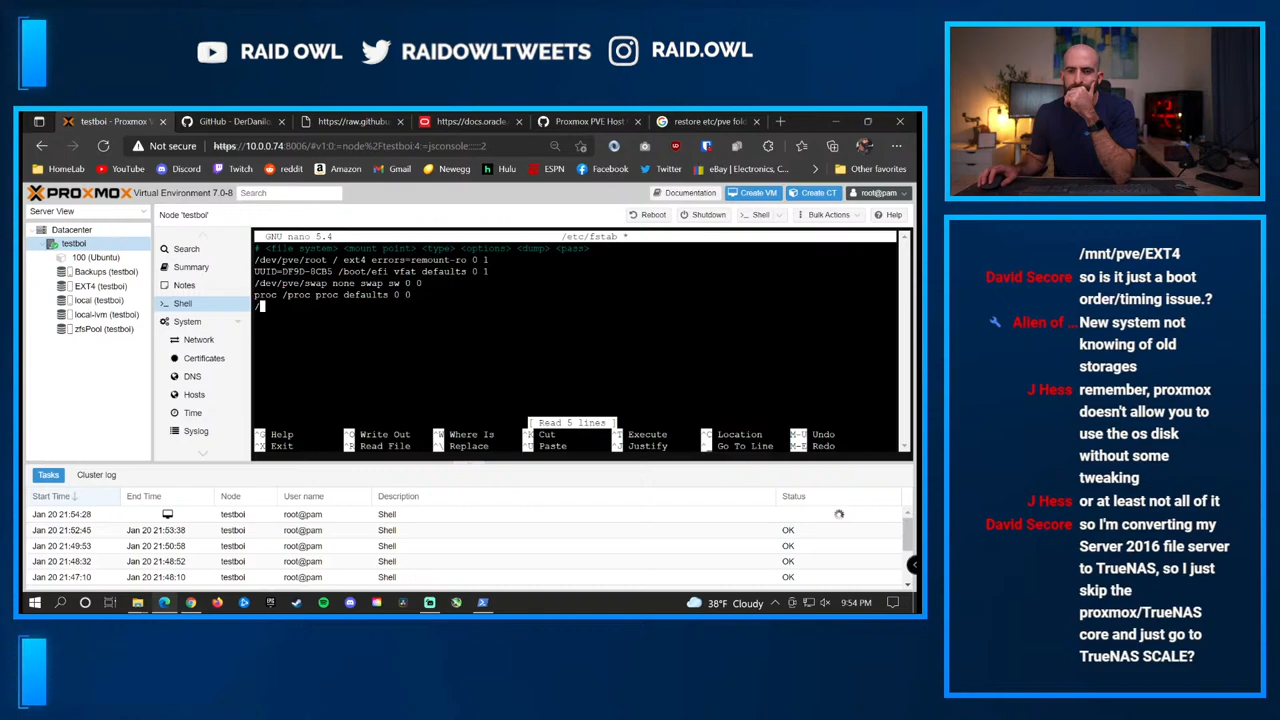 RAID OWL RAIDOWLTWEETS RAID.OWL
testboi - Proxmox V GitHub - DerDanilo https://raw.githubu https://docs.oracle Proxmox PVE Host restore etc/pve fold
Not secure https://10.0.0.74:8006/#v1:0:=node%2Ftestboi:4:=jsconsole::::::2
HomeLab YouTube Discord Twitch reddit Amazon Gmail Newegg Hulu ESPN Facebook Twitter eBay (Electronics, C... Other favorites
PROXMOX Virtual Environment 7.0-8 Search Documentation Create VM Create CT root@pam
Server View
Node 'testboi' Reboot Shutdown Shell Bulk Actions Help
Datacenter
testboi
100 (Ubuntu)
Backups (testboi)
EXT4 (testboi)
local (testboi)
local-lvm (testboi)
zfsPool (testboi)
Search
Summary
Notes
Shell
System
Network
Certificates
DNS
Hosts
Time
Syslog
GNU nano 5.4 /etc/fstab *
# <file system> <mount point> <type> <options> <dump> <pass>
/dev/pve/root / ext4 errors=remount-ro 0 1
UUID=DF9D-8CB5 /boot/efi vfat defaults 0 1
/dev/pve/swap none swap sw 0 0
proc /proc proc defaults 0 0
/
[ Read 5 lines ]
^G Help ^O Write Out ^W Where Is ^K Cut ^T Execute ^C Location M-U Undo
^X Exit ^R Read File ^\ Replace ^U Paste ^J Justify ^_ Go To Line M-E Redo
Tasks Cluster log
Start Time End Time Node User name Description Status
Jan 20 21:54:28 testboi root@pam Shell
Jan 20 21:52:45 Jan 20 21:53:38 testboi root@pam Shell OK
Jan 20 21:49:53 Jan 20 21:50:58 testboi root@pam Shell OK
Jan 20 21:48:32 Jan 20 21:48:52 testboi root@pam Shell OK
Jan 20 21:47:10 Jan 20 21:48:10 testboi root@pam Shell OK
38°F Cloudy 9:54 PM
/mnt/pve/EXT4
David Secore so is it just a boot
order/timing issue.?
Alien of ... New system not
knowing of old
storages
J Hess remember, proxmox
doesn't allow you to
use the os disk
without some
tweaking
J Hess or at least not all of it
David Secore so I'm converting my
Server 2016 file server
to TrueNAS, so I just
skip the
proxmox/TrueNAS
core and just go to
TrueNAS SCALE?